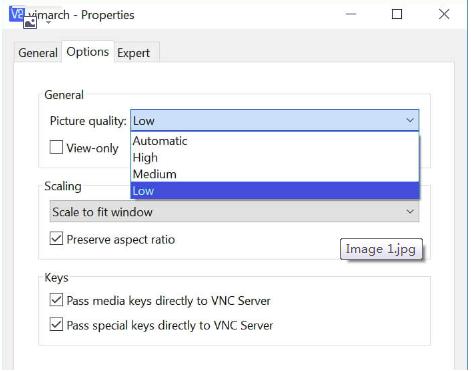 V2 vimarch - Properties
General Options Expert
General
Picture quality: Low
Automatic
View-only
High
Medium
Low
Scaling
Scale to fit window
Preserve aspect ratio
Image 1.jpg
Keys
Pass media keys directly to VNC Server
Pass special keys directly to VNC Server